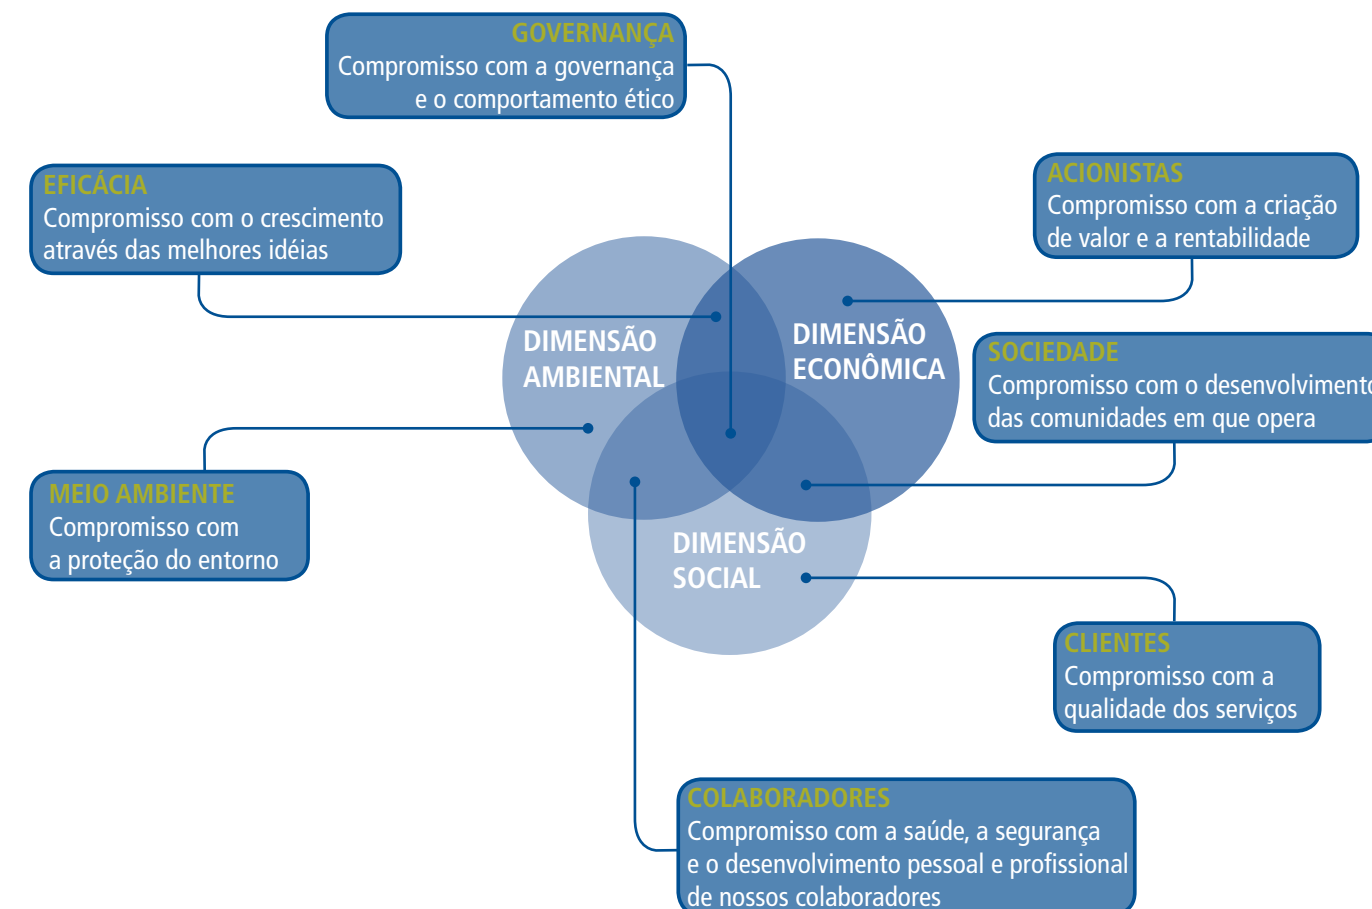 GOVERNANÇA
Compromisso com a governança
e o comportamento ético
EFICÁCIA
Compromisso com o crescimento
através das melhores idéias
ACIONISTAS
Compromisso com a criação
de valor e a rentabilidade
DIMENSÃO
AMBIENTAL
DIMENSÃO
ECONÔMICA
SOCIEDADE
Compromisso com o desenvolvimento
das comunidades em que opera
MEIO AMBIENTE
Compromisso com
a proteção do entorno
DIMENSÃO
SOCIAL
CLIENTES
Compromisso com a
qualidade dos serviços
COLABORADORES
Compromisso com a saúde, a segurança
e o desenvolvimento pessoal e profissional
de nossos colaboradores